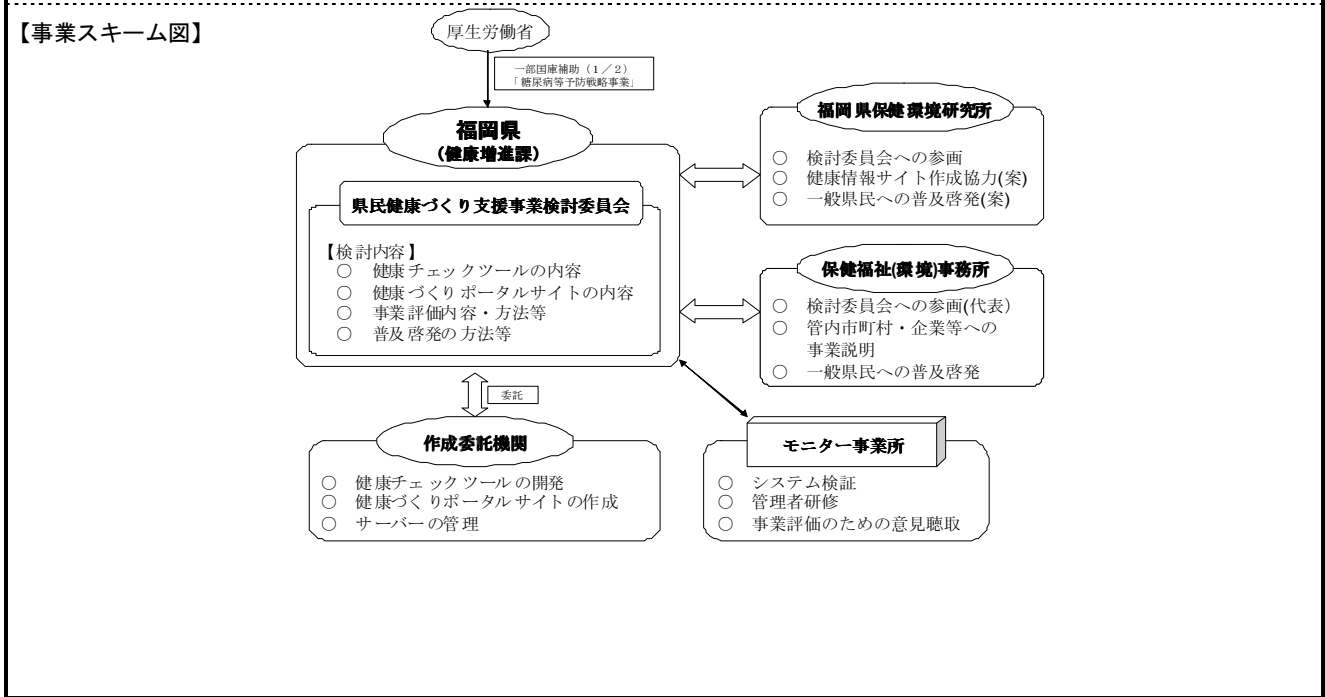 【事業スキーム図】
厚生労働省
一部国庫補助（1／2）
「糖尿病等予防戦略事業」
福岡県
(健康増進課)
県民健康づくり支援事業検討委員会
【検討内容】
○ 健康チェックツールの内容
○ 健康づくりポータルサイトの内容
○ 事業評価内容・方法等
○ 普及啓発の方法等
福岡県保健環境研究所
○ 検討委員会への参画
○ 健康情報サイト作成協力(案)
○ 一般県民への普及啓発(案)
保健福祉(環境)事務所
○ 検討委員会への参画(代表）
○ 管内市町村・企業等への
事業説明
○ 一般県民への普及啓発
委託
作成委託機関
○ 健康チェックツールの開発
○ 健康づくりポータルサイトの作成
○ サーバーの管理
モニター事業所
○ システム検証
○ 管理者研修
○ 事業評価のための意見聴取